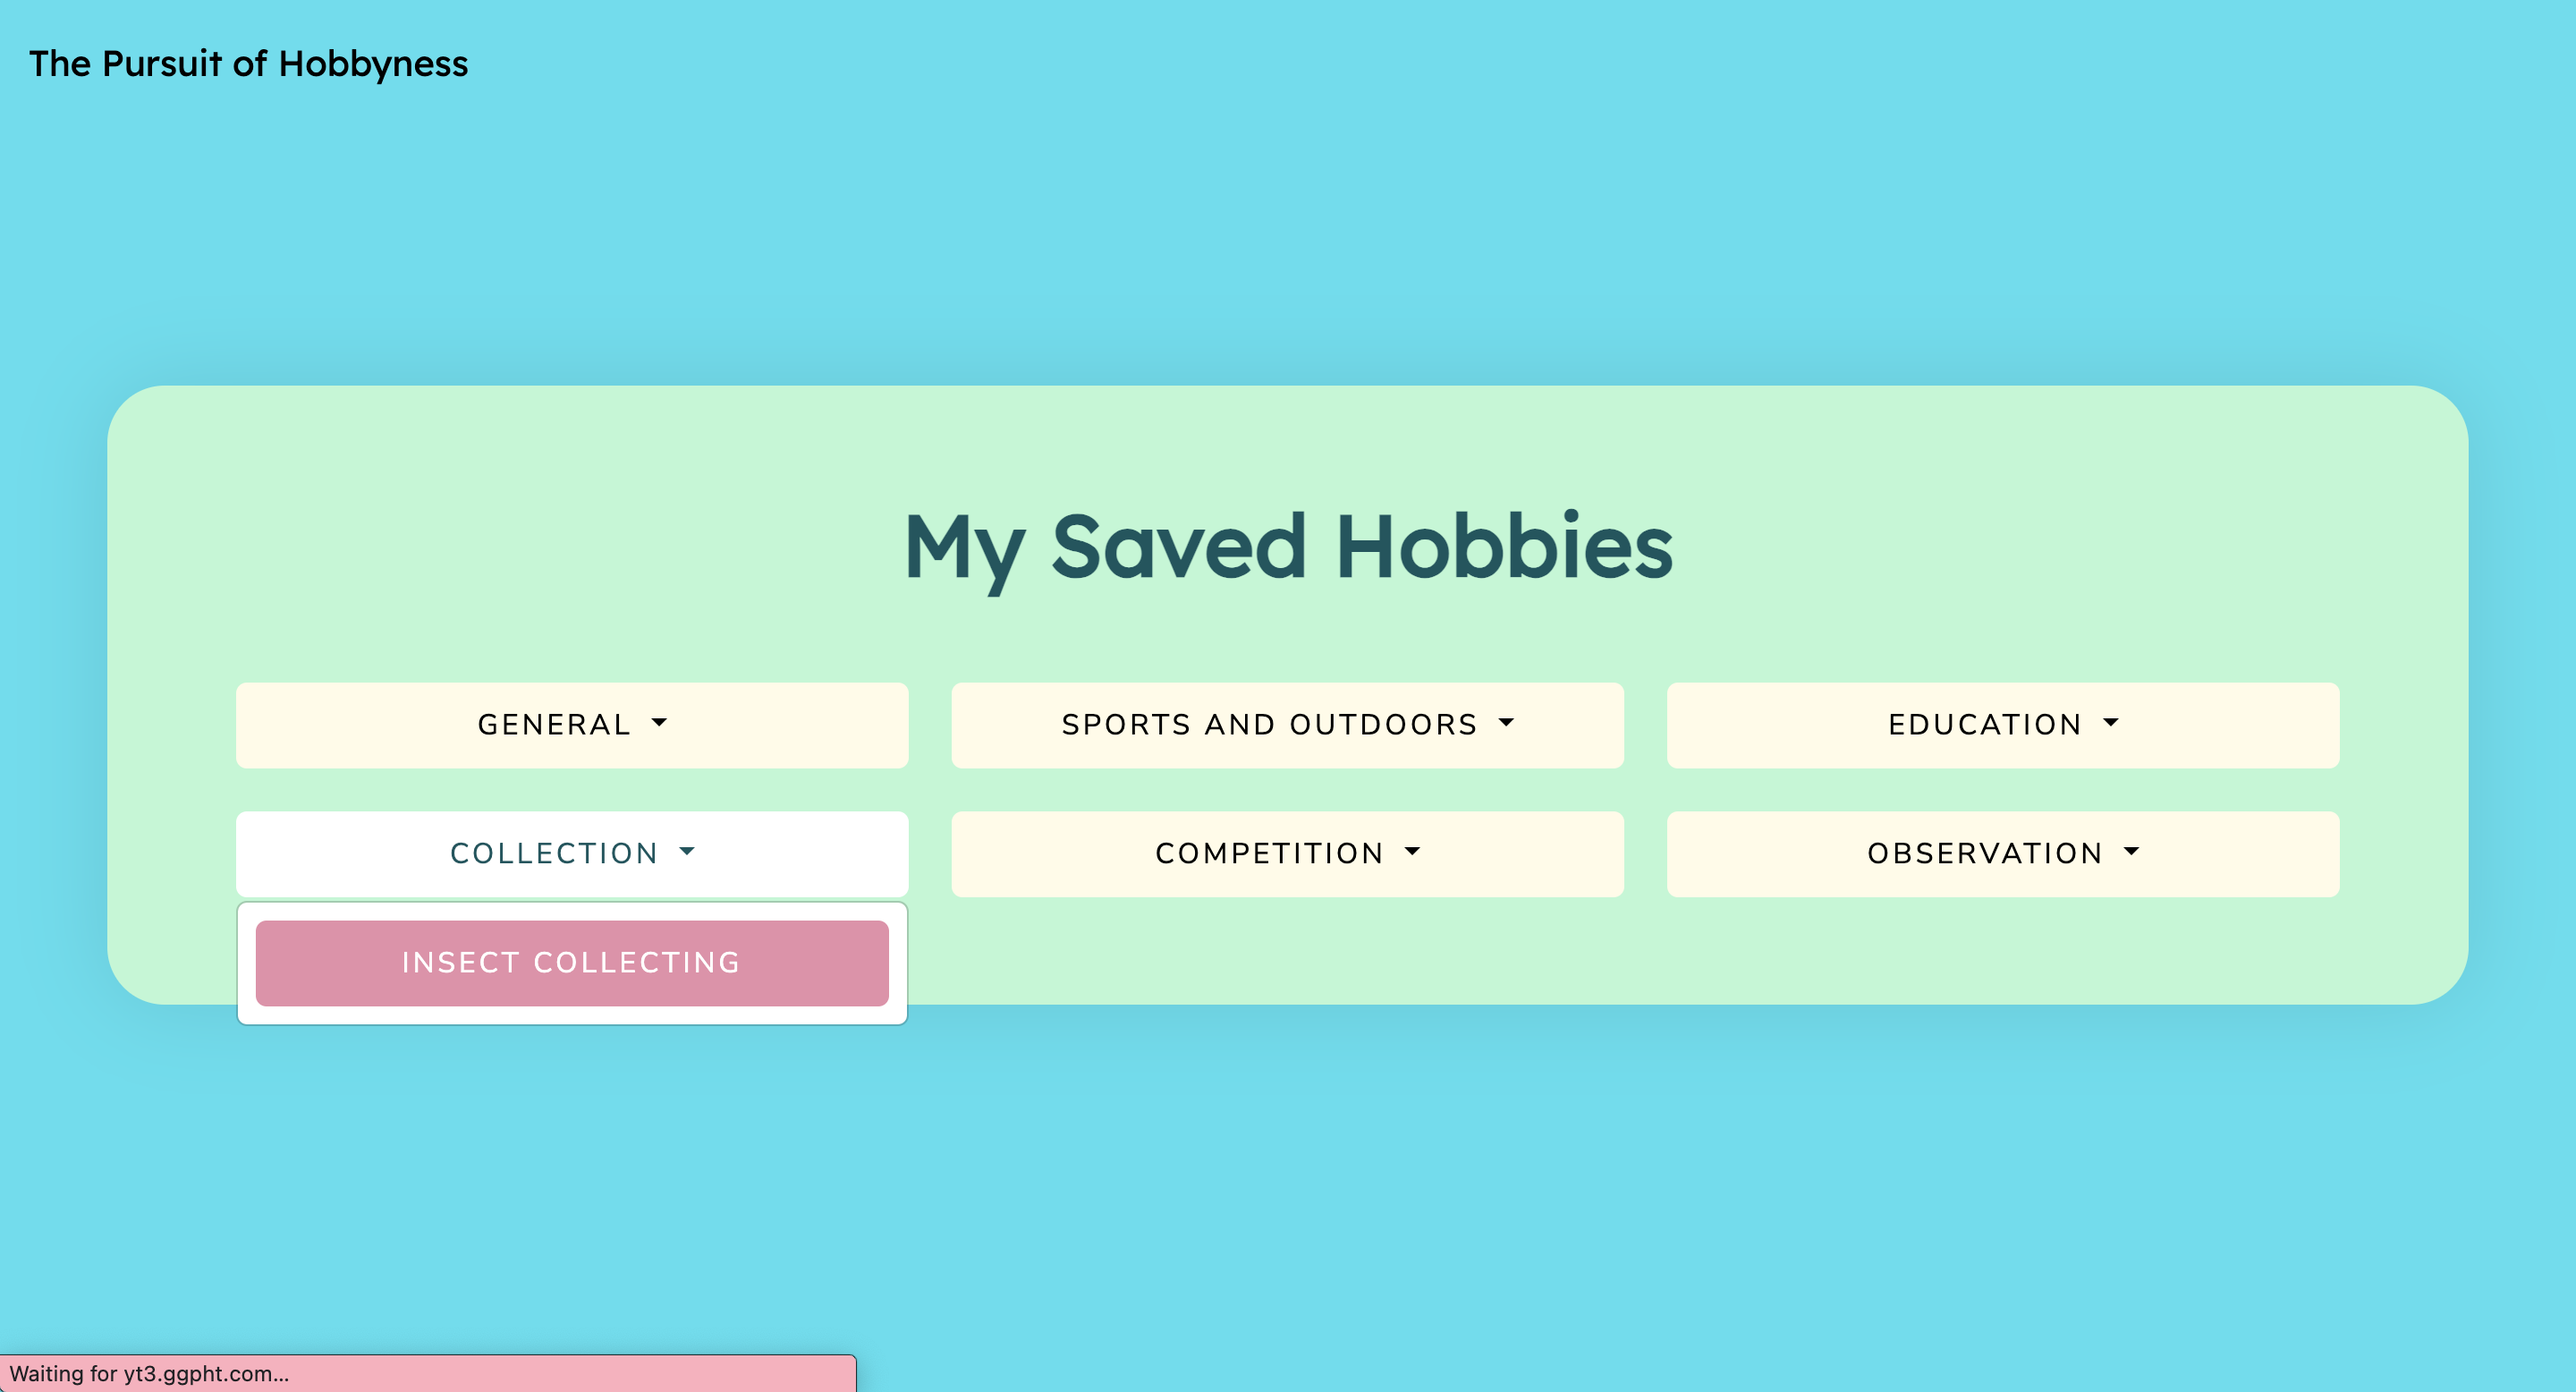 The Pursuit of Hobbyness
My Saved Hobbies
GENERAL
SPORTS AND OUTDOORS
EDUCATION
COLLECTION
COMPETITION
OBSERVATION
INSECT COLLECTING
Waiting for yt3.ggpht.com...